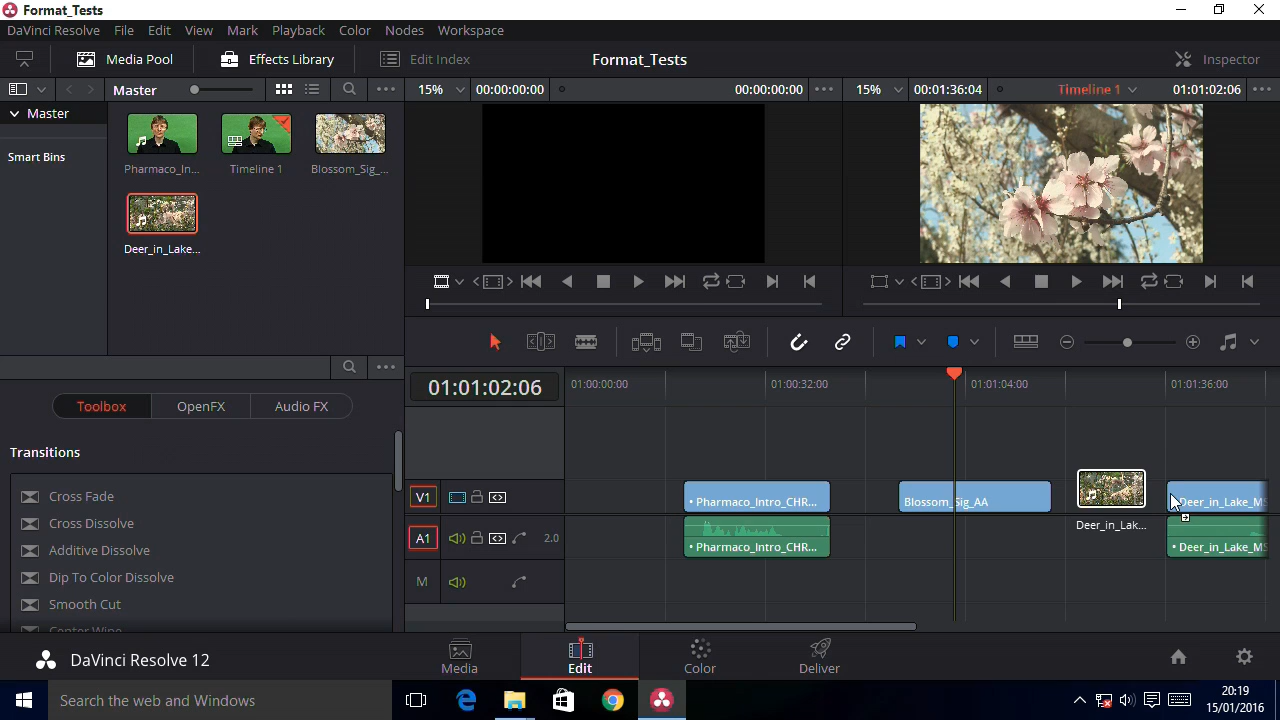 Format_Tests
DaVinci Resolve File Edit View Mark Trim Playback Color Nodes Workspace
Media Pool Effects Library Edit Index Format_Tests Inspector
Master 15% 00:00:00:00 00:00:00:00 15% 00:01:36:04 Timeline 1 01:01:02:06
Master
Smart Bins
Pharmaco_In... Timeline 1 Blossom_Sig_...
Deer_in_Lake...
01:01:02:06 01:00:00:00 01:00:32:00 01:01:04:00 01:01:36:00
Toolbox OpenFX Audio FX
Transitions
Cross Fade
Cross Dissolve
Additive Dissolve
Dip To Color Dissolve
Smooth Cut
Center Wipe
V1 Pharmaco_Intro_CHR... Blossom_Sig_AA Deer_in_Lake_MS
Deer_in_Lak...
A1 2.0 Pharmaco_Intro_CHR... Deer_in_Lake_MS
M
DaVinci Resolve 12 Media Edit Color Deliver
Search the web and Windows
20:19
15/01/2016